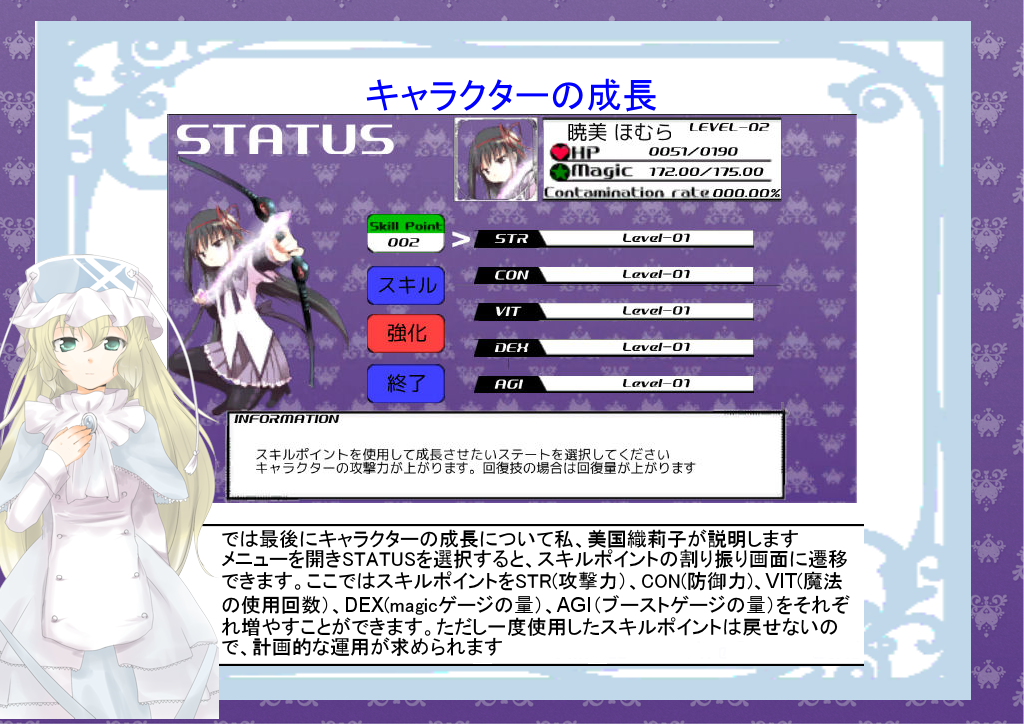 キャラクターの成長
STATUS
暁美 ほむら LEVEL-02
HP 0051/0190
Magic 172.00/175.00
Contamination rate 000.00%
Skill Point
002
スキル
強化
終了
> STR Level-01
CON Level-01
VIT Level-01
DEX Level-01
AGI Level-01
INFORMATION
スキルポイントを使用して成長させたいステートを選択してください
キャラクターの攻撃力が上がります。回復技の場合は回復量が上がります
では最後にキャラクターの成長について私、美国織莉子が説明します
メニューを開きSTATUSを選択すると、スキルポイントの割り振り画面に遷移
できます。ここではスキルポイントをSTR(攻撃力)、CON(防御力)、VIT(魔法
の使用回数)、DEX(magicゲージの量)、AGI(ブーストゲージの量)をそれぞ
れ増やすことができます。ただし一度使用したスキルポイントは戻せないの
で、計画的な運用が求められます